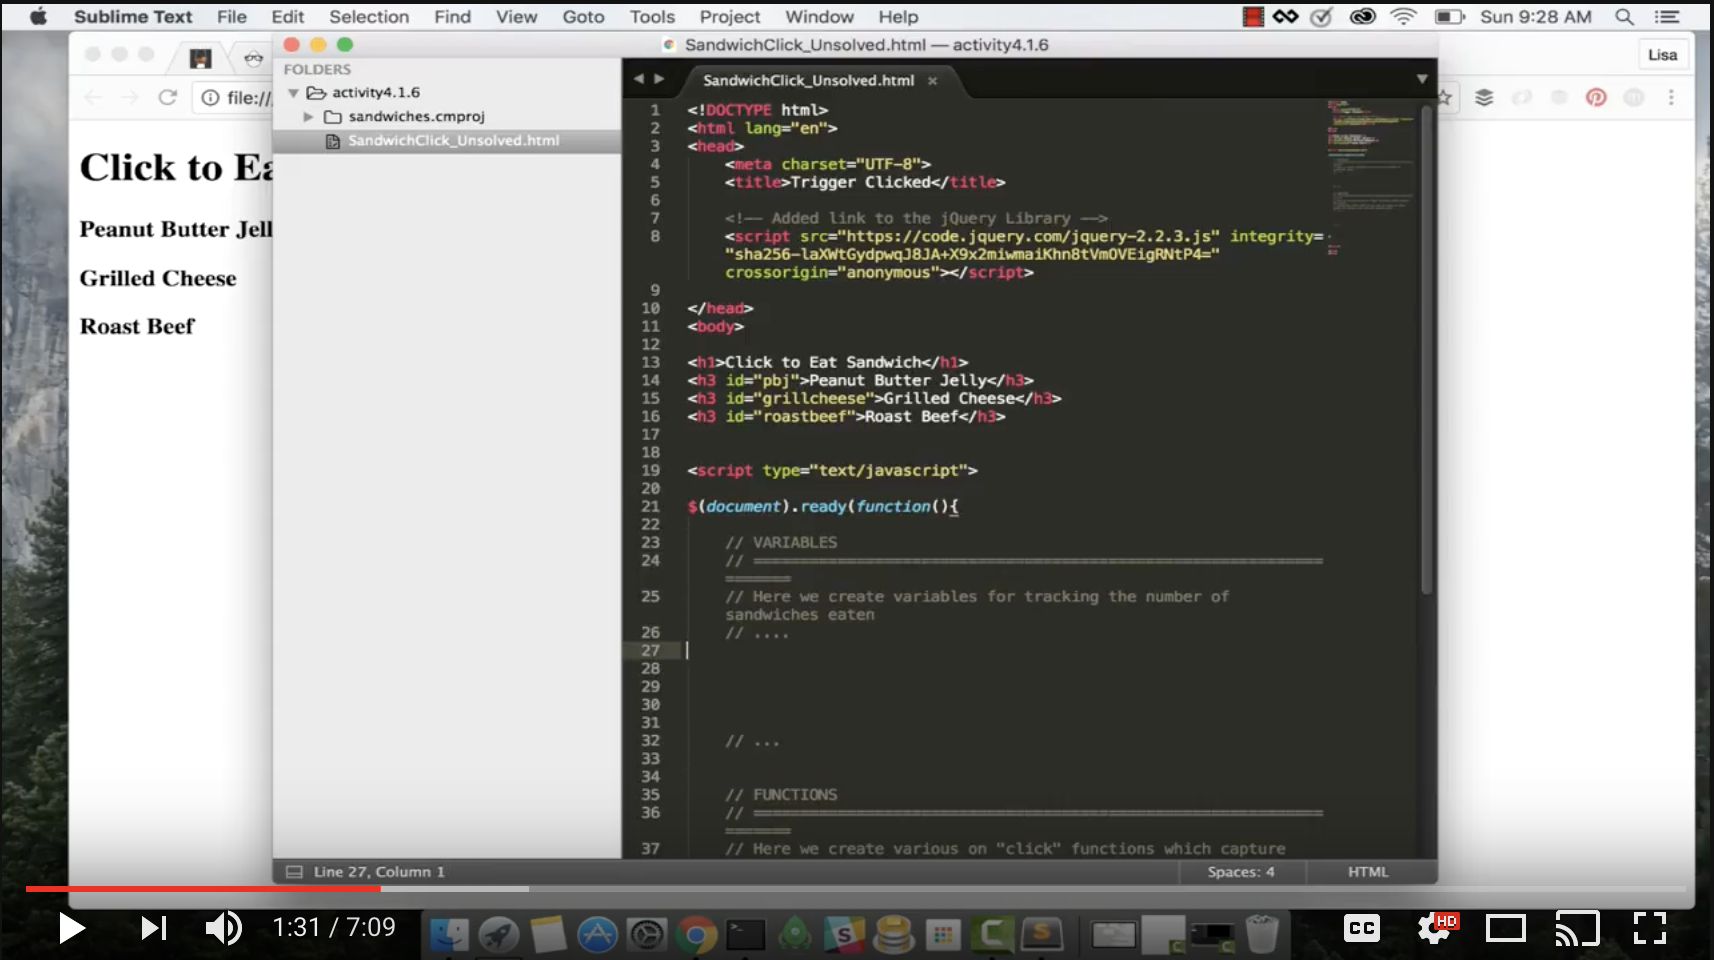 Sublime Text File Edit Selection Find View Goto Tools Project Window Help Sun 9:28 AM
SandwichClick_Unsolved.html — activity4.1.6
Lisa
file://
Click to Ea
Peanut Butter Jell
Grilled Cheese
Roast Beef
FOLDERS
activity4.1.6
sandwiches.cmproj
SandwichClick_Unsolved.html
SandwichClick_Unsolved.html ×
1 <!DOCTYPE html>
2 <html lang="en">
3 <head>
4 <meta charset="UTF-8">
5 <title>Trigger Clicked</title>
6
7 <!-- Added link to the jQuery Library -->
8 <script src="https://code.jquery.com/jquery-2.2.3.js" integrity=
"sha256-laXWtGydpwqJ8JA+X9x2miwmaiKhn8tVmOVEigRNtP4="
crossorigin="anonymous"></script>
9
10 </head>
11 <body>
12
13 <h1>Click to Eat Sandwich</h1>
14 <h3 id="pbj">Peanut Butter Jelly</h3>
15 <h3 id="grillcheese">Grilled Cheese</h3>
16 <h3 id="roastbeef">Roast Beef</h3>
17
18
19 <script type="text/javascript">
20
21 $(document).ready(function(){
22
23 // VARIABLES
24 // =============================================================
=======
25 // Here we create variables for tracking the number of
sandwiches eaten
26 // ....
27
28
29
30
31
32 // ...
33
34
35 // FUNCTIONS
36 // =============================================================
=======
37 // Here we create various on "click" functions which capture
Line 27, Column 1
Spaces: 4
HTML
1:31 / 7:09
CC
HD